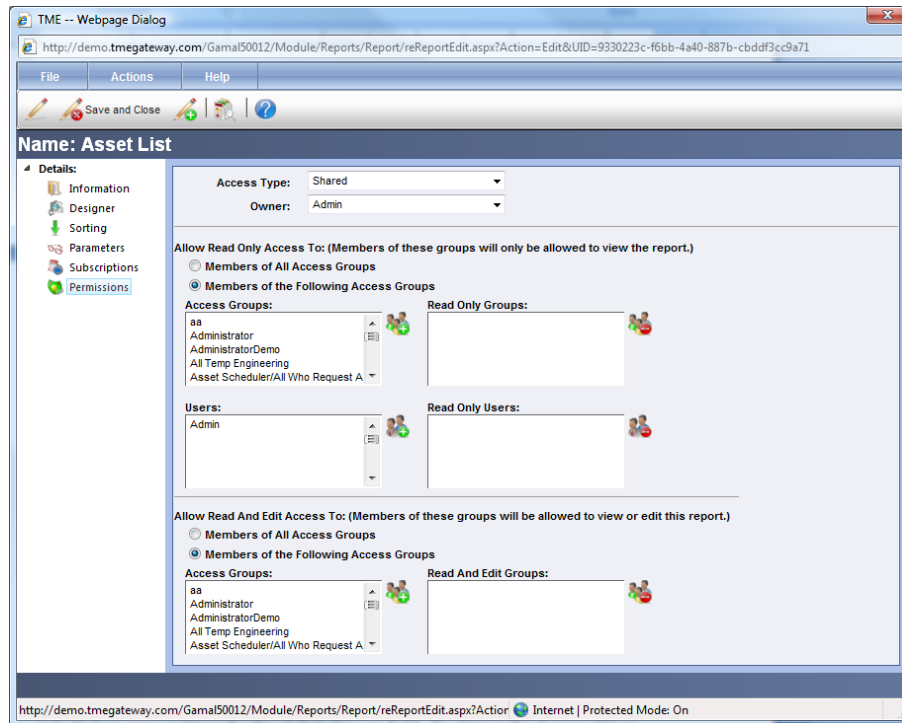 TME -- Webpage Dialog
http://demo.tmegateway.com/Gamal50012/Module/Reports/Report/reReportEdit.aspx?Action=Edit&UID=9330223c-f6bb-4a40-887b-cbddf3cc9a71
File Actions Help
Save and Close
Name: Asset List
Details:
Information
Designer
Sorting
Parameters
Subscriptions
Permissions
Access Type: Shared
Owner: Admin
Allow Read Only Access To: (Members of these groups will only be allowed to view the report.)
Members of All Access Groups
Members of the Following Access Groups
Access Groups: Read Only Groups:
aa
Administrator
AdministratorDemo
All Temp Engineering
Asset Scheduler/All Who Request A
Users: Read Only Users:
Admin
Allow Read And Edit Access To: (Members of these groups will be allowed to view or edit this report.)
Members of All Access Groups
Members of the Following Access Groups
Access Groups: Read And Edit Groups:
aa
Administrator
AdministratorDemo
All Temp Engineering
Asset Scheduler/All Who Request A
http://demo.tmegateway.com/Gamal50012/Module/Reports/Report/reReportEdit.aspx?Action Internet | Protected Mode: On